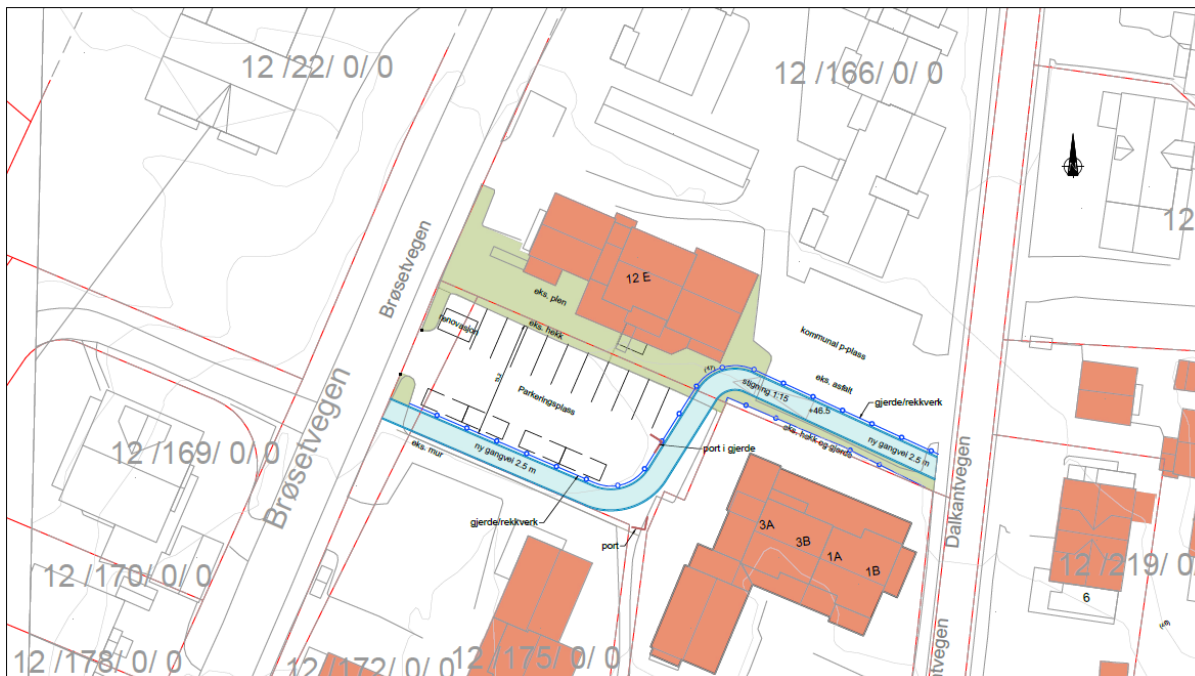 12 /22/ 0/ 0
12 /166/ 0/ 0
12
Brøsetvegen
12 E
eks. plen
renovasjon
eks. hekk
kommunal p-plass
(47)
stigning 1:15
eks. asfalt
+46.5
gjerde/rekkverk
Parkeringsplass
ny gangvei 2.5 m
eks. hekk og gjerde
port i gjerde
ny gangvei 2.5 m
eks. mur
12 /169/ 0/ 0
Brøsetvegen
gjerde/rekkverk
port
3A
3B
1A
1B
Dalkantvegen
12 /170/ 0/ 0
12 /219/ 0/
6
(48)
12 /178/ 0/ 0
12 /172/ 0/ 0
12 /175/ 0/ 0
ntvegen